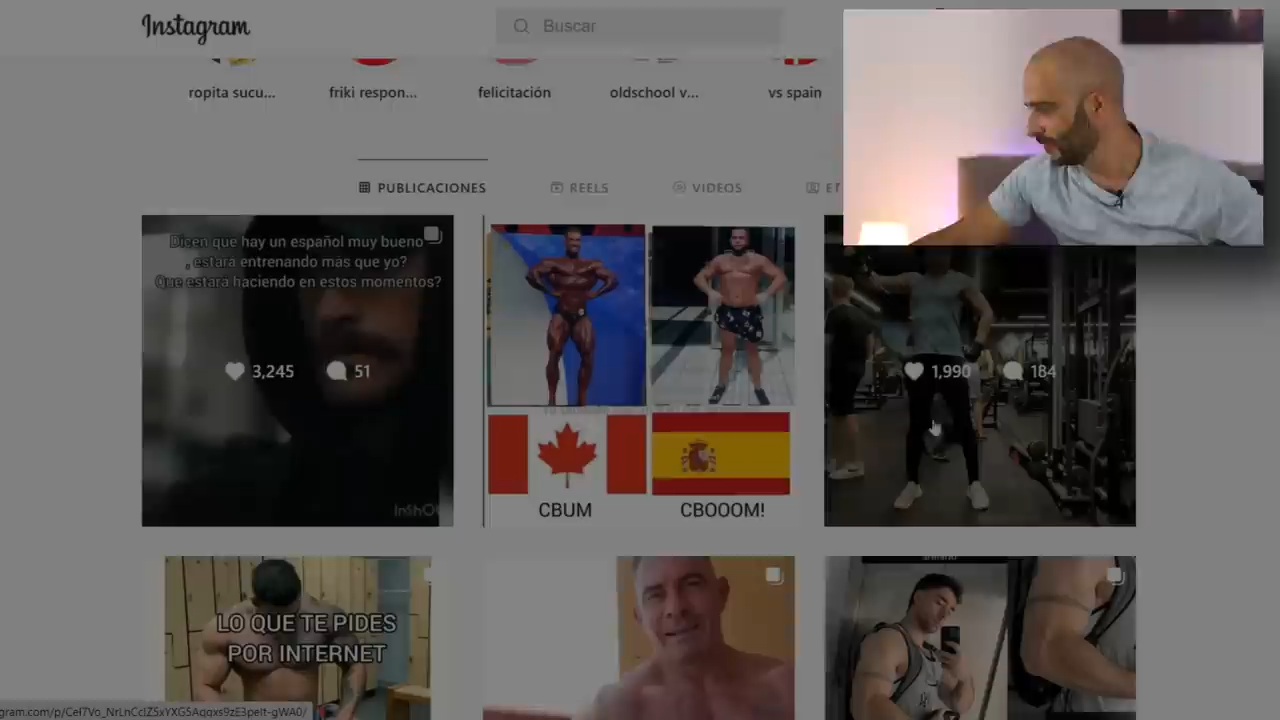 Instagram
Buscar
ropita sucu...
friki respon...
felicitación
oldschool v...
vs spain
PUBLICACIONES
REELS
VIDEOS
ET
Dicen que hay un español muy bueno
, estará entrenando más que yo?
Que estará haciendo en estos momentos?
3,245
51
1,990
184
InShO
CBUM
CBOOOM!
LO QUE TE PIDES
POR INTERNET